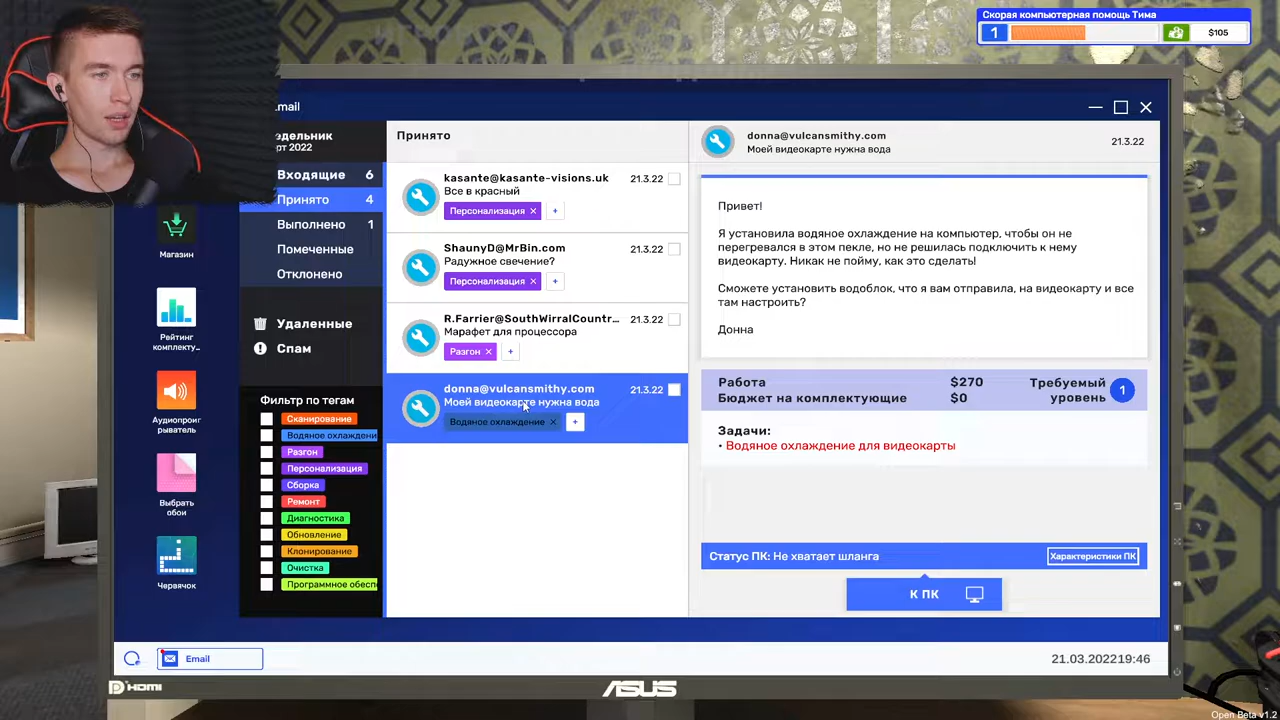 Скорая компьютерная помощь Тима
1
$105
.mail
едельник
рт 2022
Входящие 6
Принято 4
Выполнено 1
Помеченные
Отклонено
Удаленные
Спам
Фильтр по тегам
Сканирование
Водяное охлаждени
Разгон
Персонализация
Сборка
Ремонт
Диагностика
Обновление
Клонирование
Очистка
Программное обесп
Магазин
Рейтинг
комплекту...
Аудиопроиг
рыватель
Выбрать
обои
Червячок
Принято
kasante@kasante-visions.uk 21.3.22
Все в красный
Персонализация × +
ShaunyD@MrBin.com 21.3.22
Радужное свечение?
Персонализация × +
R.Farrier@SouthWirralCountr... 21.3.22
Марафет для процессора
Разгон × +
donna@vulcansmithy.com 21.3.22
Моей видеокарте нужна вода
Водяное охлаждение × +
donna@vulcansmithy.com
Моей видеокарте нужна вода
21.3.22
Привет!
Я установила водяное охлаждение на компьютер, чтобы он не
перегревался в этом пекле, но не решилась подключить к нему
видеокарту. Никак не пойму, как это сделать!
Сможете установить водоблок, что я вам отправила, на видеокарту и все
там настроить?
Донна
Работа $270
Бюджет на комплектующие $0
Требуемый
уровень 1
Задачи:
• Водяное охлаждение для видеокарты
Статус ПК: Не хватает шланга
Характеристики ПК
К ПК
Email
21.03.202219:46
HDMI
ASUS
Open Beta v1.2